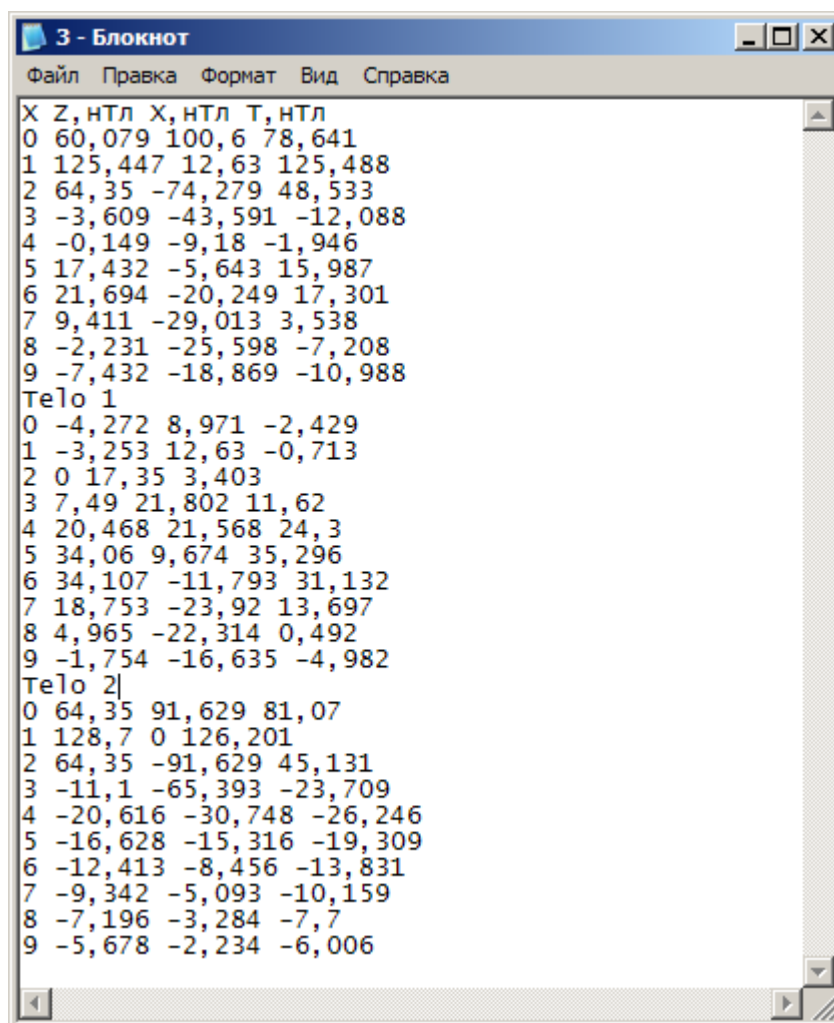 3 - Блокнот
Файл Правка Формат Вид Справка
X Z,нТл X,нТл T,нТл
0 60,079 100,6 78,641
1 125,447 12,63 125,488
2 64,35 -74,279 48,533
3 -3,609 -43,591 -12,088
4 -0,149 -9,18 -1,946
5 17,432 -5,643 15,987
6 21,694 -20,249 17,301
7 9,411 -29,013 3,538
8 -2,231 -25,598 -7,208
9 -7,432 -18,869 -10,988
Telo 1
0 -4,272 8,971 -2,429
1 -3,253 12,63 -0,713
2 0 17,35 3,403
3 7,49 21,802 11,62
4 20,468 21,568 24,3
5 34,06 9,674 35,296
6 34,107 -11,793 31,132
7 18,753 -23,92 13,697
8 4,965 -22,314 0,492
9 -1,754 -16,635 -4,982
Telo 2
0 64,35 91,629 81,07
1 128,7 0 126,201
2 64,35 -91,629 45,131
3 -11,1 -65,393 -23,709
4 -20,616 -30,748 -26,246
5 -16,628 -15,316 -19,309
6 -12,413 -8,456 -13,831
7 -9,342 -5,093 -10,159
8 -7,196 -3,284 -7,7
9 -5,678 -2,234 -6,006